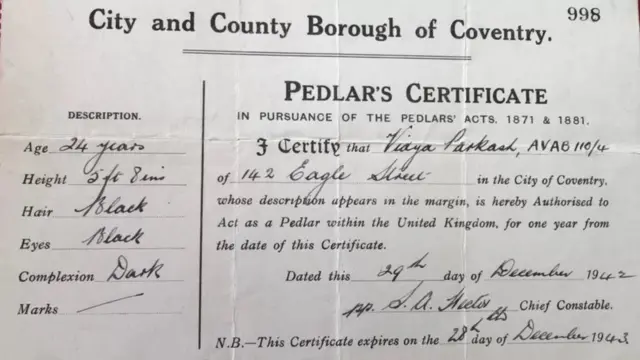 998
City and County Borough of Coventry.
DESCRIPTION.
Age 24 years
Height 5 ft 8 ins
Hair Black
Eyes Black
Complexion Dark
Marks
PEDLAR'S CERTIFICATE
IN PURSUANCE OF THE PEDLARS' ACTS. 1871 & 1881.
I Certify that Vidya Parkash, AVAB 110/4
of 142 Eagle Street in the City of Coventry,
whose description appears in the margin, is hereby Authorised to
Act as a Pedlar within the United Kingdom, for one year from
the date of this Certificate.
Dated this 29th day of December 1942
pp. S. A. Chief Constable.
N.B.—This Certificate expires on the 28th day of December 1943